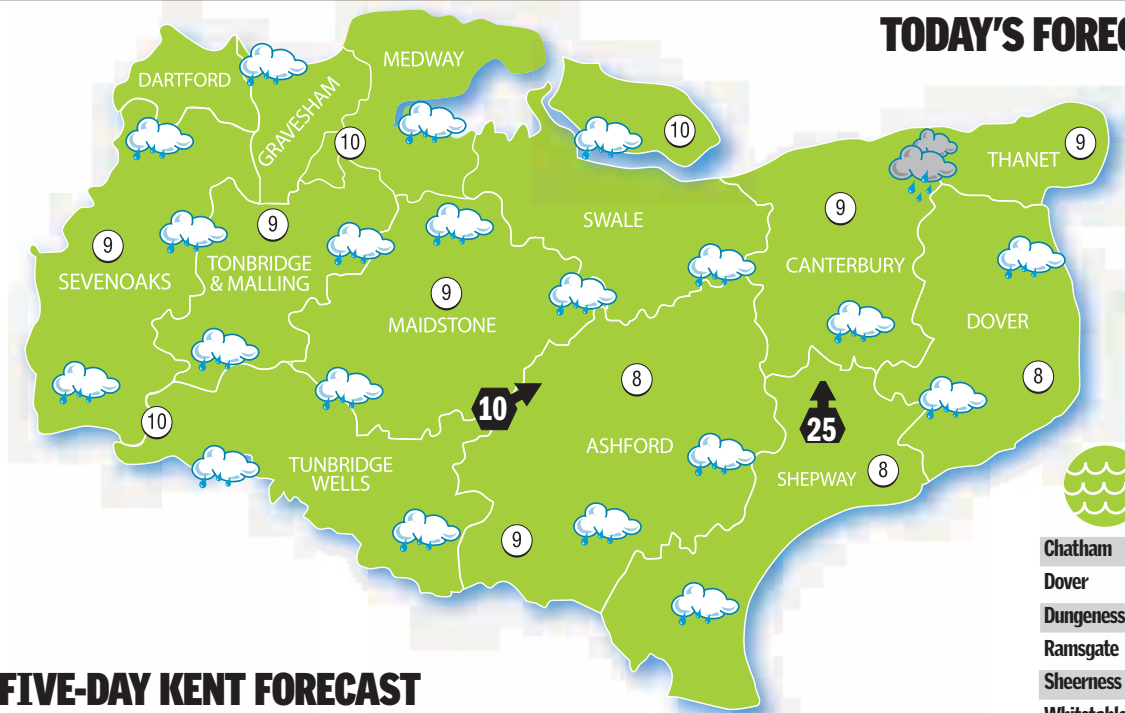 TODAY'S FOREC
MEDWAY
DARTFORD
GRAVESHAM
10
10
9
THANET
9
SWALE
9
9
SEVENOAKS
TONBRIDGE
& MALLING
CANTERBURY
9
MAIDSTONE
DOVER
8
8
10
10
25
ASHFORD
TUNBRIDGE
WELLS
SHEPWAY
8
9
Chatham
Dover
Dungeness
Ramsgate
Sheerness
Whitstable
FIVE-DAY KENT FORECAST